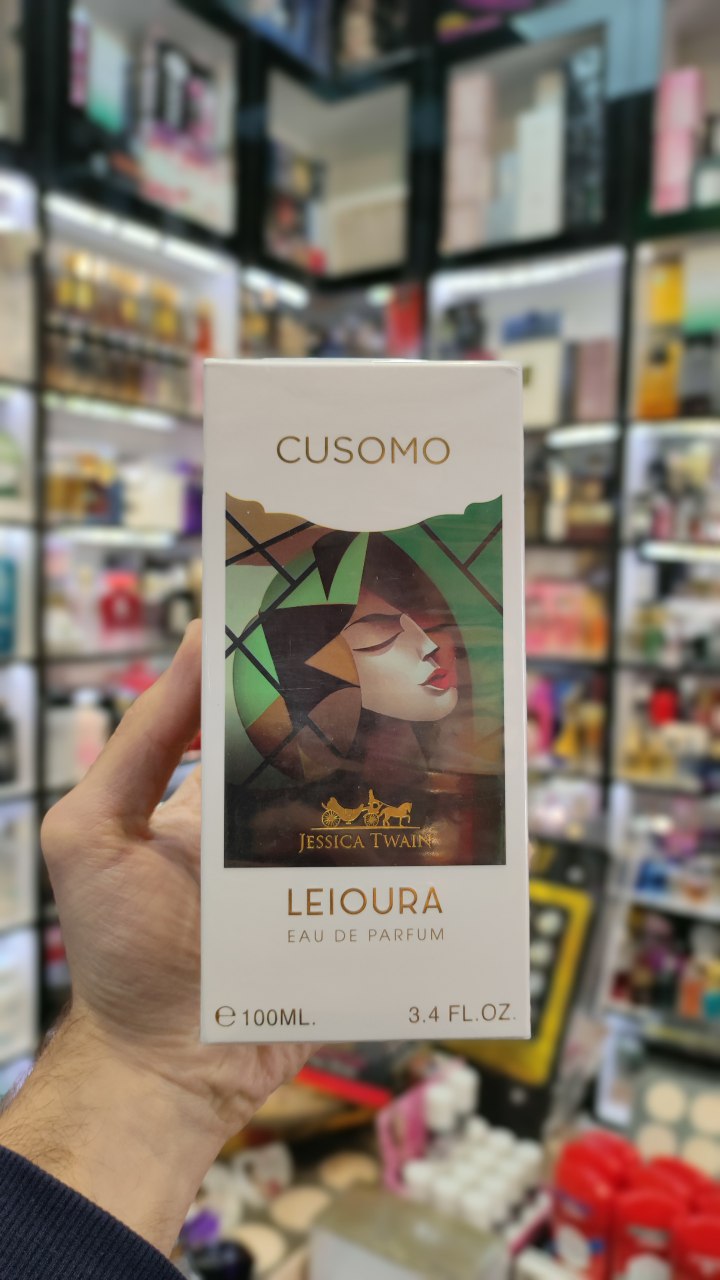 CUSOMO
JESSICA TWAIN
LEIOURA
EAU DE PARFUM
℮100ML.
3.4 FL.OZ.